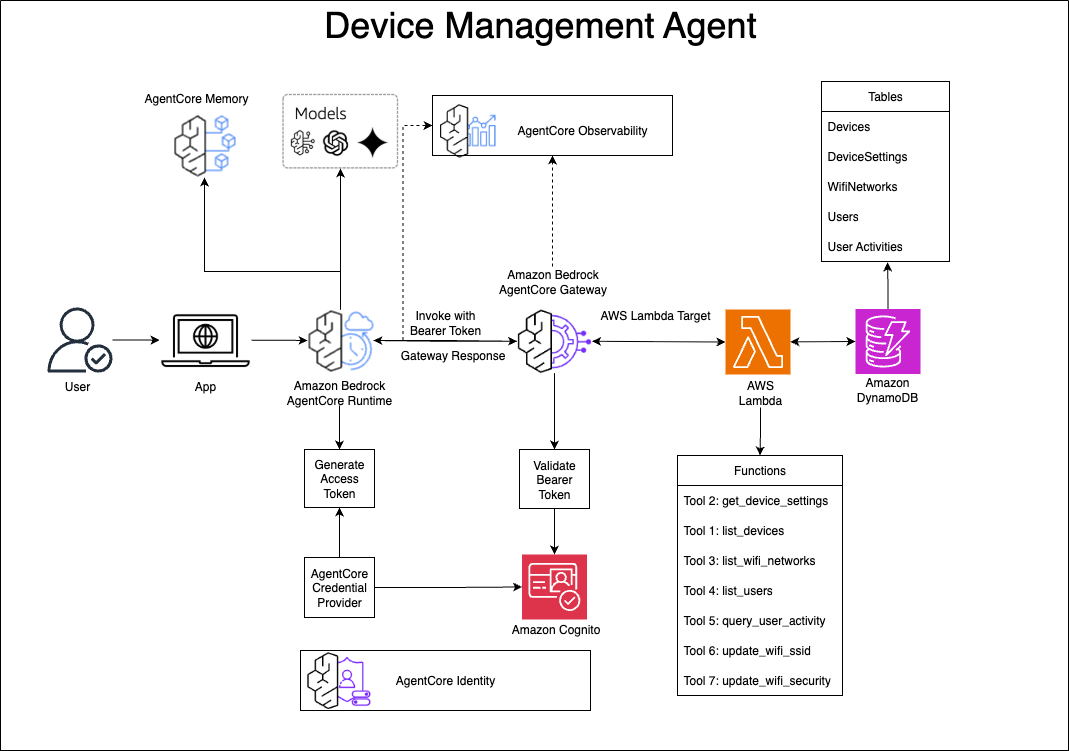 Device Management Agent
AgentCore Memory
Models
AgentCore Observability
Tables
Devices
DeviceSettings
WifiNetworks
Users
User Activities
Amazon Bedrock
AgentCore Gateway
Invoke with
Bearer Token
Gateway Response
AWS Lambda Target
User
App
Amazon Bedrock
AgentCore Runtime
AWS
Lambda
Amazon
DynamoDB
Generate
Access
Token
Validate
Bearer
Token
Functions
Tool 2: get_device_settings
Tool 1: list_devices
Tool 3: list_wifi_networks
Tool 4: list_users
Tool 5: query_user_activity
Tool 6: update_wifi_ssid
Tool 7: update_wifi_security
AgentCore
Credential
Provider
Amazon Cognito
AgentCore Identity